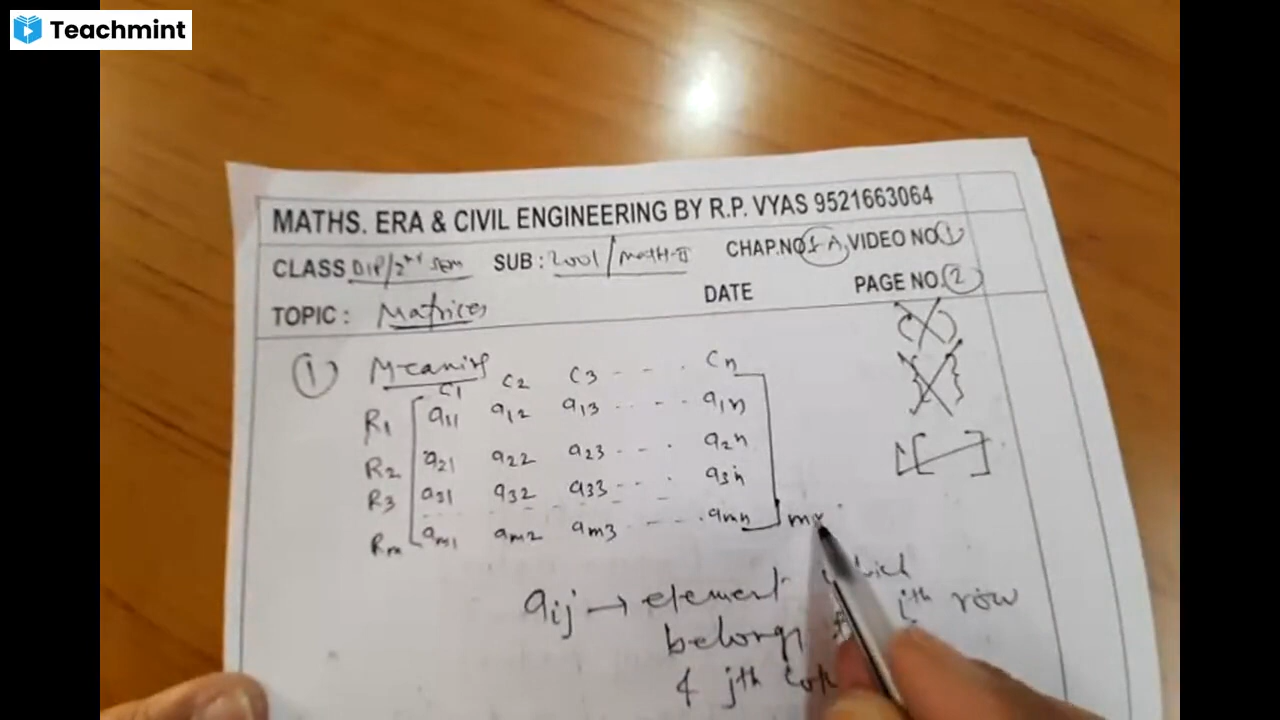 Teachmint
MATHS. ERA & CIVIL ENGINEERING BY R.P. VYAS 9521663064
CLASS DIP/2nd Sem SUB : 2001/Math-II CHAP.NO 1-A, VIDEO NO 1
TOPIC : Matrices DATE PAGE NO. 2
① Meaning
C1 C2 C3 - - - . Cn
R1 a11 a12 a13 - - - - a1n
R2 a21 a22 a23 - - - . a2n
R3 a31 a32 a33 - - - . a3n
Rm am1 am2 am3 - - - - amn mx
aij → element which
belongs ith row
& jth